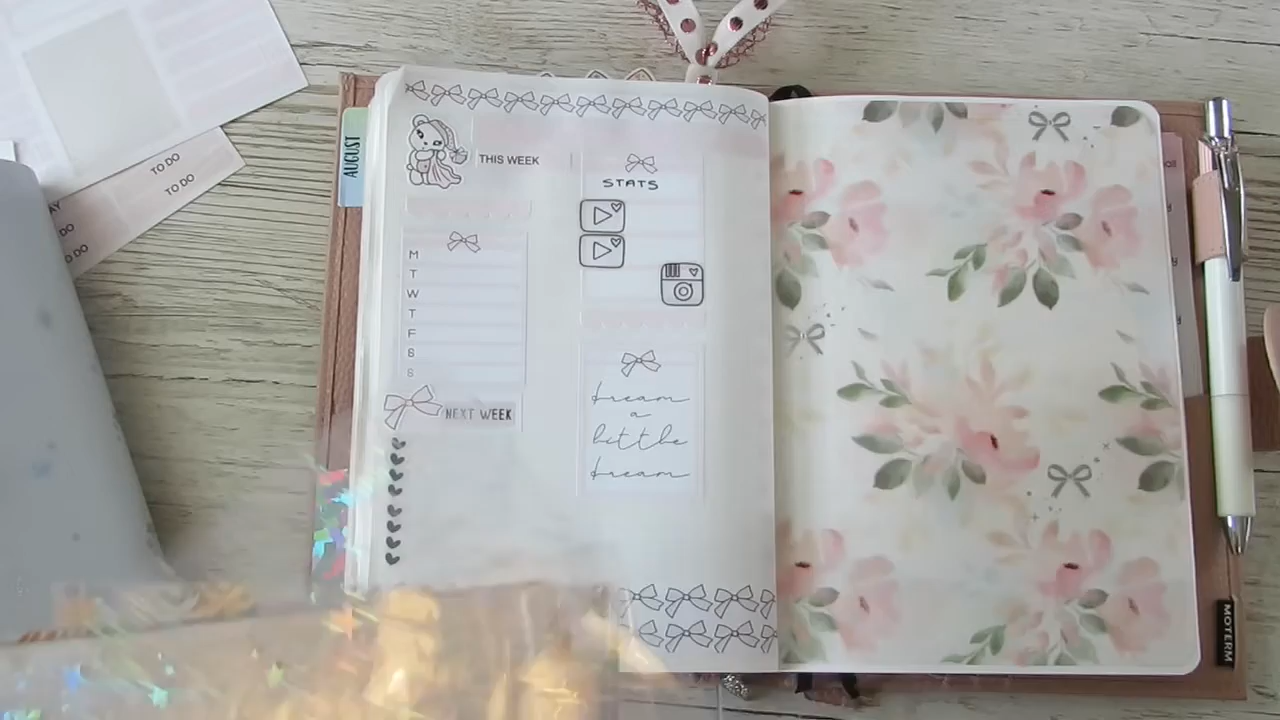 TO DO
TO DO
DO
DO
AUGUST
THIS WEEK
M
T
W
T
F
S
S
NEXT WEEK
STATS
dream
a
little
dream
MOTERM